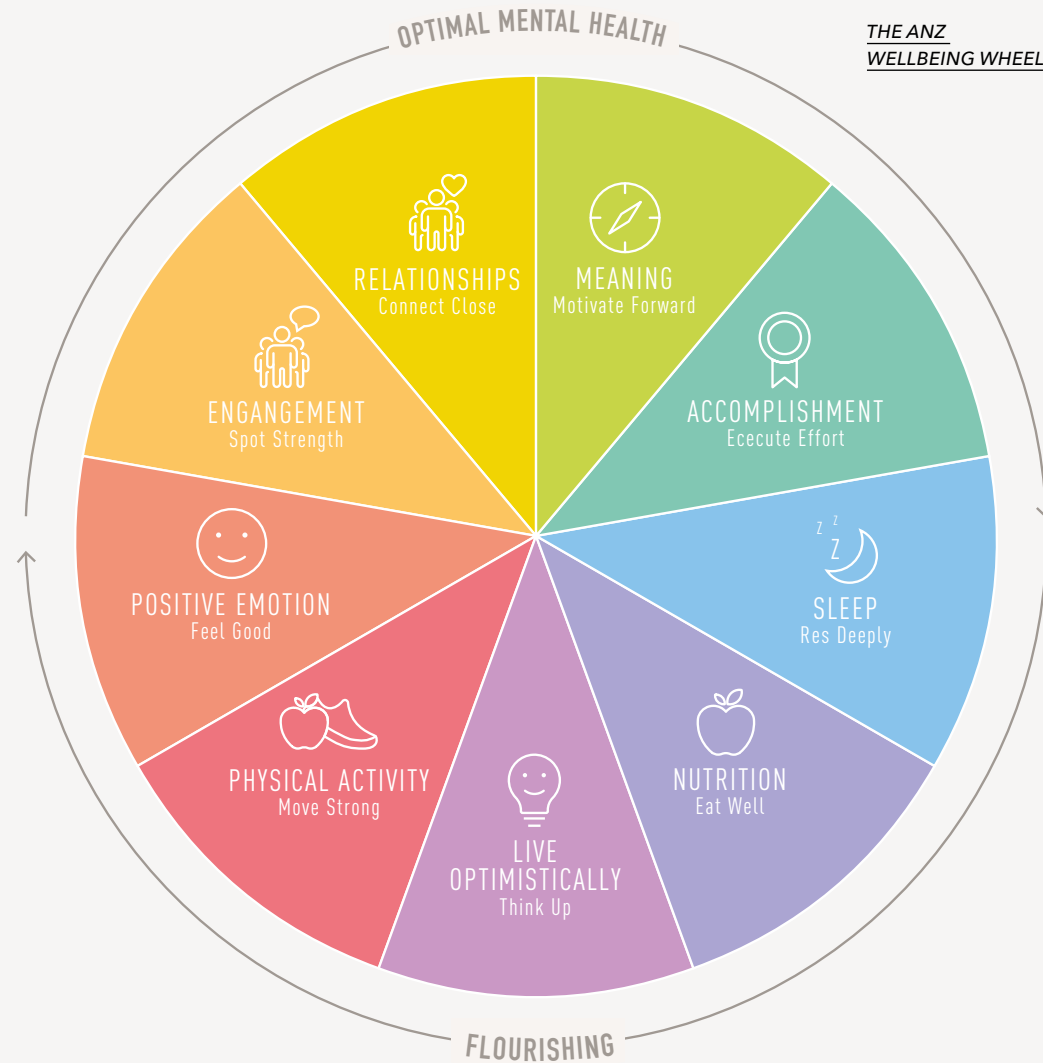 OPTIMAL MENTAL HEALTH
THE ANZ
WELLBEING WHEEL
RELATIONSHIPS
Connect Close
MEANING
Motivate Forward
ENGANGEMENT
Spot Strength
ACCOMPLISHMENT
Ececute Effort
POSITIVE EMOTION
Feel Good
Z z z
SLEEP
Res Deeply
PHYSICAL ACTIVITY
Move Strong
NUTRITION
Eat Well
LIVE
OPTIMISTICALLY
Think Up
FLOURISHING